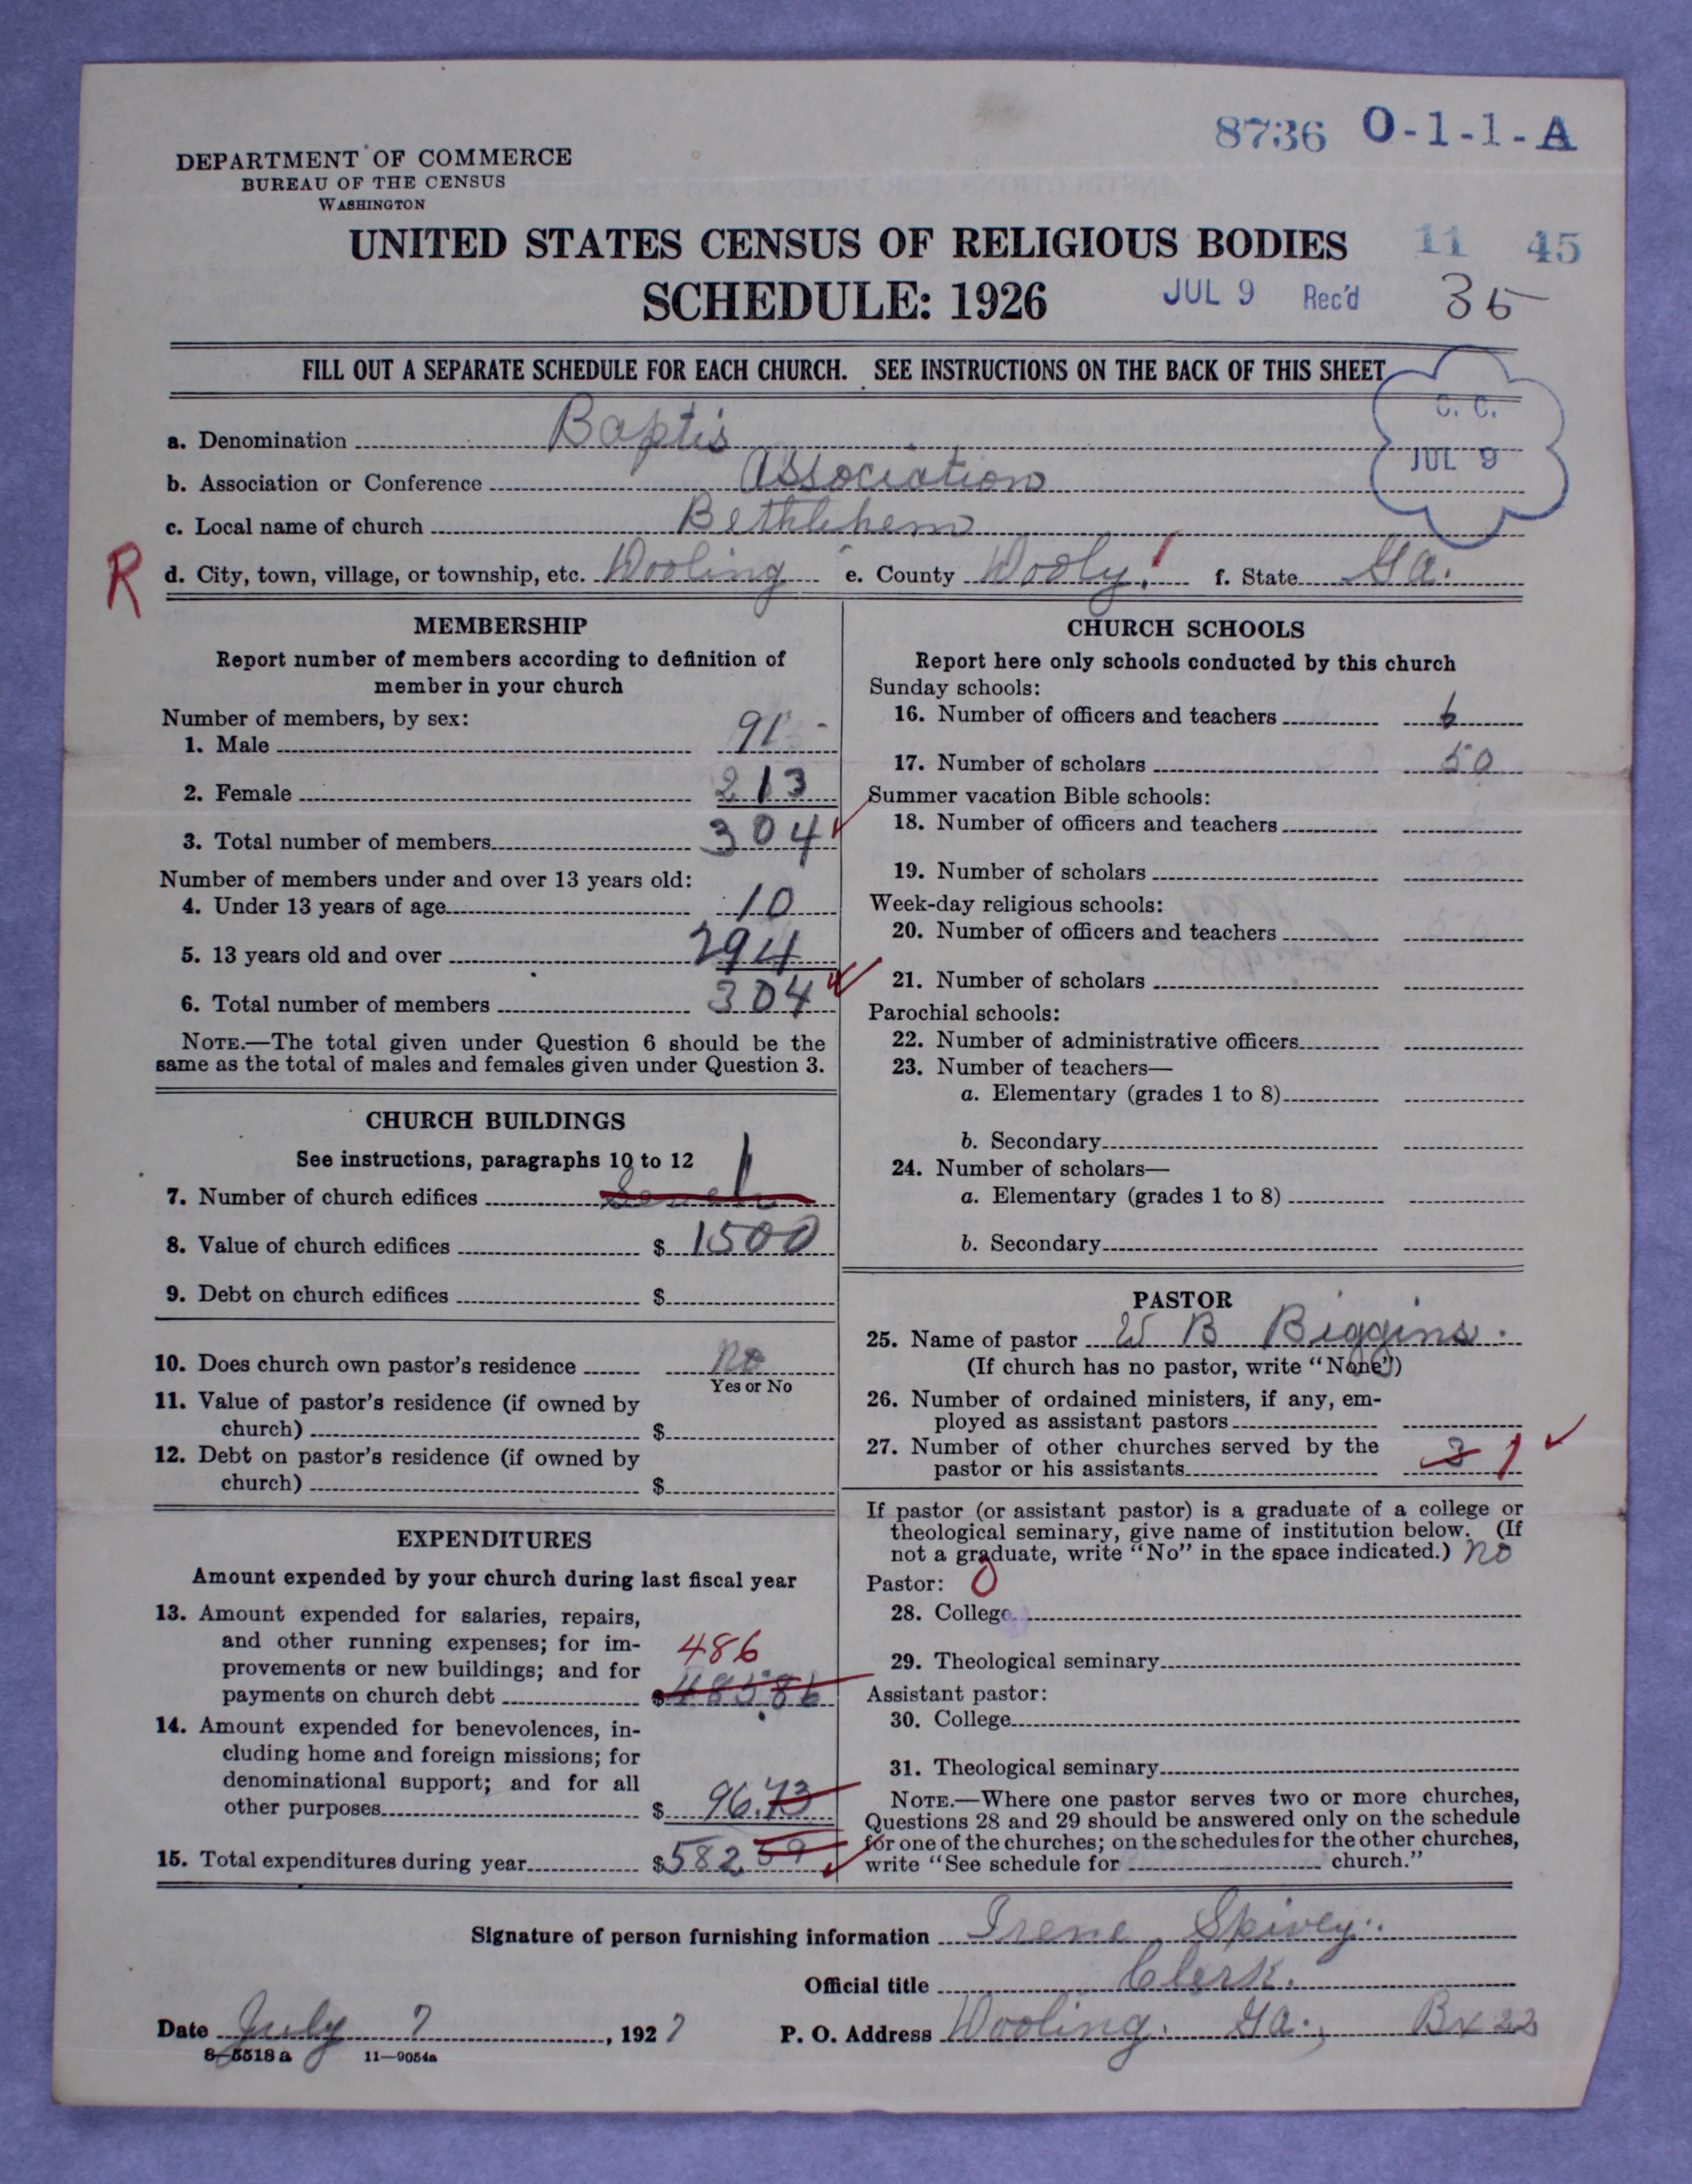 8736 O-1-1-A
DEPARTMENT OF COMMERCE
BUREAU OF THE CENSUS
WASHINGTON
UNITED STATES CENSUS OF RELIGIOUS BODIES 11 45
SCHEDULE: 1926 JUL 9 Rec'd 35
FILL OUT A SEPARATE SCHEDULE FOR EACH CHURCH. SEE INSTRUCTIONS ON THE BACK OF THIS SHEET
C. C.
JUL 9
a. Denomination Baptis
b. Association or Conference Association
c. Local name of church Bethlehem
R d. City, town, village, or township, etc. Wooling e. County Wooly. f. State Ga.
MEMBERSHIP
Report number of members according to definition of
member in your church
Number of members, by sex:
1. Male 91
2. Female 213
3. Total number of members 304
Number of members under and over 13 years old:
4. Under 13 years of age 10
5. 13 years old and over 294
6. Total number of members 304
NOTE.—The total given under Question 6 should be the
same as the total of males and females given under Question 3.
CHURCH BUILDINGS
See instructions, paragraphs 10 to 12
7. Number of church edifices 1
8. Value of church edifices $ 1500
9. Debt on church edifices $
10. Does church own pastor's residence No
Yes or No
11. Value of pastor's residence (if owned by
church) $
12. Debt on pastor's residence (if owned by
church) $
EXPENDITURES
Amount expended by your church during last fiscal year
13. Amount expended for salaries, repairs,
and other running expenses; for im-
provements or new buildings; and for 486
payments on church debt $ 485.86
14. Amount expended for benevolences, in-
cluding home and foreign missions; for
denominational support; and for all
other purposes $ 96.73
15. Total expenditures during year $582.59
CHURCH SCHOOLS
Report here only schools conducted by this church
Sunday schools:
16. Number of officers and teachers 6
17. Number of scholars 50
Summer vacation Bible schools:
18. Number of officers and teachers
19. Number of scholars
Week-day religious schools:
20. Number of officers and teachers
21. Number of scholars
Parochial schools:
22. Number of administrative officers
23. Number of teachers—
a. Elementary (grades 1 to 8)
b. Secondary
24. Number of scholars—
a. Elementary (grades 1 to 8)
b. Secondary
PASTOR
25. Name of pastor W B Biggins.
(If church has no pastor, write "None")
26. Number of ordained ministers, if any, em-
ployed as assistant pastors
27. Number of other churches served by the
pastor or his assistants 3 1
If pastor (or assistant pastor) is a graduate of a college or
theological seminary, give name of institution below. (If
not a graduate, write "No" in the space indicated.) no
Pastor: 0
28. College
29. Theological seminary
Assistant pastor:
30. College
31. Theological seminary
NOTE.—Where one pastor serves two or more churches,
Questions 28 and 29 should be answered only on the schedule
for one of the churches; on the schedules for the other churches,
write "See schedule for church."
Signature of person furnishing information Irene Spivey.
Official title Clerk.
Date July 7, 1927 P. O. Address Wooling. Ga., Bx 22
8—5518 a 11—9054a